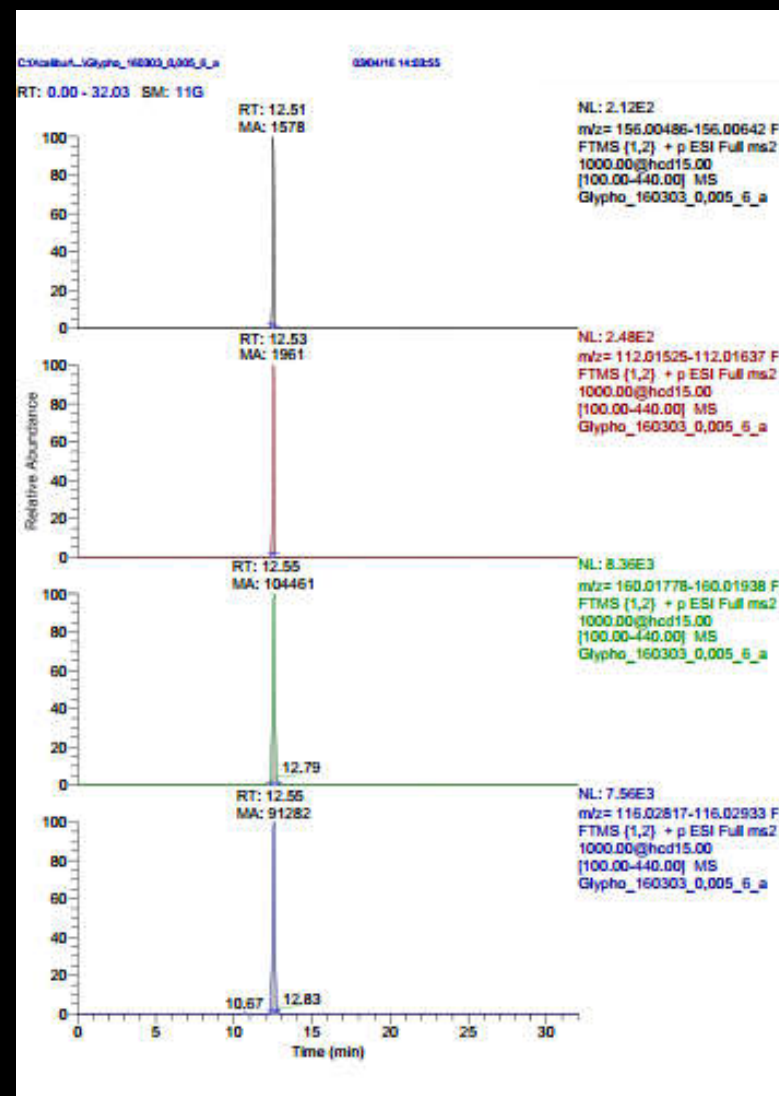 RT: 0.00 - 32.03 SM: 11G
RT: 12.51
MA: 1578
NL: 2.12E2
m/z= 156.00486-156.00642 F
FTMS {1,2} + p ESI Full ms2
1000.00@hcd15.00
[100.00-440.00] MS
Glypho_160303_0,005_6_a
100
80
60
40
20
0
RT: 12.53
MA: 1961
NL: 2.48E2
m/z= 112.01525-112.01637 F
FTMS {1,2} + p ESI Full ms2
1000.00@hcd15.00
[100.00-440.00] MS
Glypho_160303_0,005_6_a
100
80
60
40
20
0
Relative Abundance
RT: 12.55
MA: 104461
NL: 8.36E3
m/z= 160.01778-160.01938 F
FTMS {1,2} + p ESI Full ms2
1000.00@hcd15.00
[100.00-440.00] MS
Glypho_160303_0,005_6_a
100
80
60
40
20
0
12.79
RT: 12.55
MA: 91282
NL: 7.56E3
m/z= 116.02817-116.02933 F
FTMS {1,2} + p ESI Full ms2
1000.00@hcd15.00
[100.00-440.00] MS
Glypho_160303_0,005_6_a
100
80
60
40
20
0
10.67 12.83
0 5 10 15 20 25 30
Time (min)